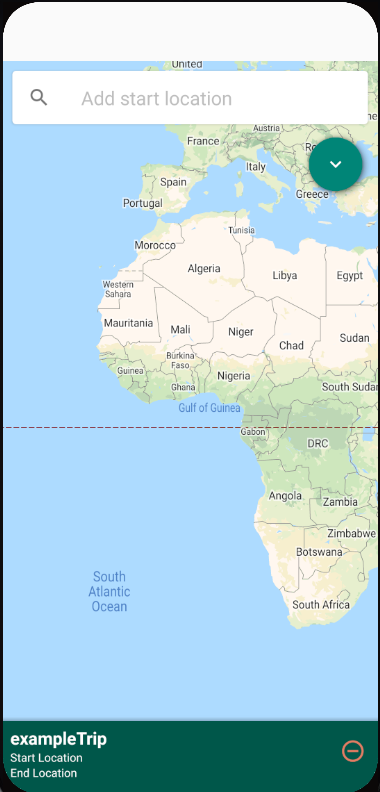 United
Add start location
Austria
France
Italy
Spain
Greece
Portugal
Tunisia
Morocco
Algeria
Libya
Egypt
Western
Sahara
Mauritania
Mali
Niger
Chad
Sudan
Burkina
Faso
Guinea
Nigeria
Ghana
South Sudan
Gulf of Guinea
Gabon
DRC
Angola
Zambia
Zimbabwe
Botswana
South
Atlantic
Ocean
South Africa
exampleTrip
Start Location
End Location